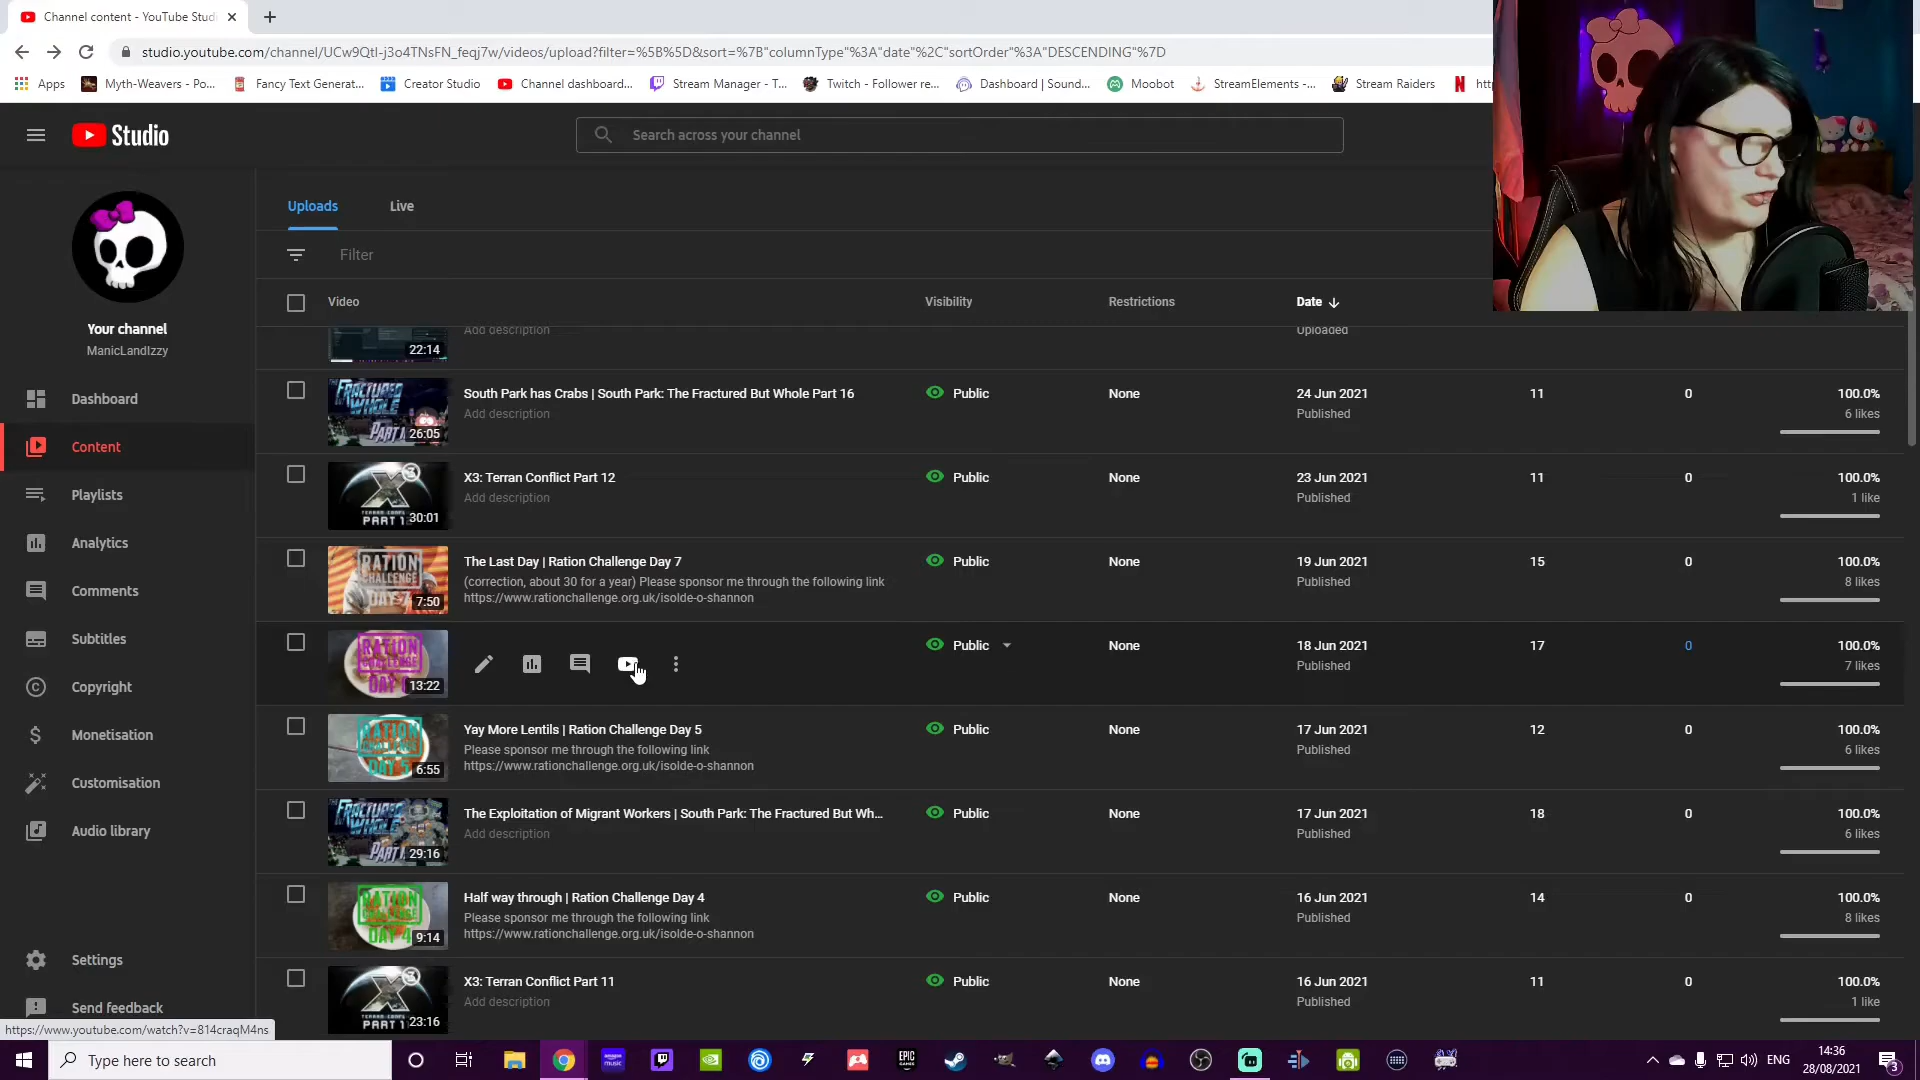 Channel content - YouTube Studi
studio.youtube.com/channel/UCw9QtI-j3o4TNsFN_feqj7w/videos/upload?filter=%5B%5D&sort=%7B"columnType"%3A"date"%2C"sortOrder"%3A"DESCENDING"%7D
Apps Myth-Weavers - Po... Fancy Text Generat... Creator Studio Channel dashboard... Stream Manager - T... Twitch - Follower re... Dashboard | Sound... Moobot StreamElements -... Stream Raiders htt
Studio
Search across your channel
Uploads Live
Filter
Video Visibility Restrictions Date
Add description Uploaded
22:14
South Park has Crabs | South Park: The Fractured But Whole Part 16 Public None 24 Jun 2021 11 0 100.0%
Add description Published 6 likes
26:05
X3: Terran Conflict Part 12 Public None 23 Jun 2021 11 0 100.0%
Add description Published 1 like
30:01
The Last Day | Ration Challenge Day 7 Public None 19 Jun 2021 15 0 100.0%
(correction, about 30 for a year) Please sponsor me through the following link Published 8 likes
https://www.rationchallenge.org.uk/isolde-o-shannon
7:50
Public None 18 Jun 2021 17 0 100.0%
Published 7 likes
13:22
Yay More Lentils | Ration Challenge Day 5 Public None 17 Jun 2021 12 0 100.0%
Please sponsor me through the following link Published 6 likes
https://www.rationchallenge.org.uk/isolde-o-shannon
6:55
The Exploitation of Migrant Workers | South Park: The Fractured But Wh... Public None 17 Jun 2021 18 0 100.0%
Add description Published 6 likes
29:16
Half way through | Ration Challenge Day 4 Public None 16 Jun 2021 14 0 100.0%
Please sponsor me through the following link Published 8 likes
https://www.rationchallenge.org.uk/isolde-o-shannon
9:14
X3: Terran Conflict Part 11 Public None 16 Jun 2021 11 0 100.0%
Add description Published 1 like
23:16
Your channel
ManicLandIzzy
Dashboard
Content
Playlists
Analytics
Comments
Subtitles
Copyright
Monetisation
Customisation
Audio library
Settings
Send feedback
https://www.youtube.com/watch?v=814craqM4ns
Type here to search
ENG
14:36
28/08/2021
3